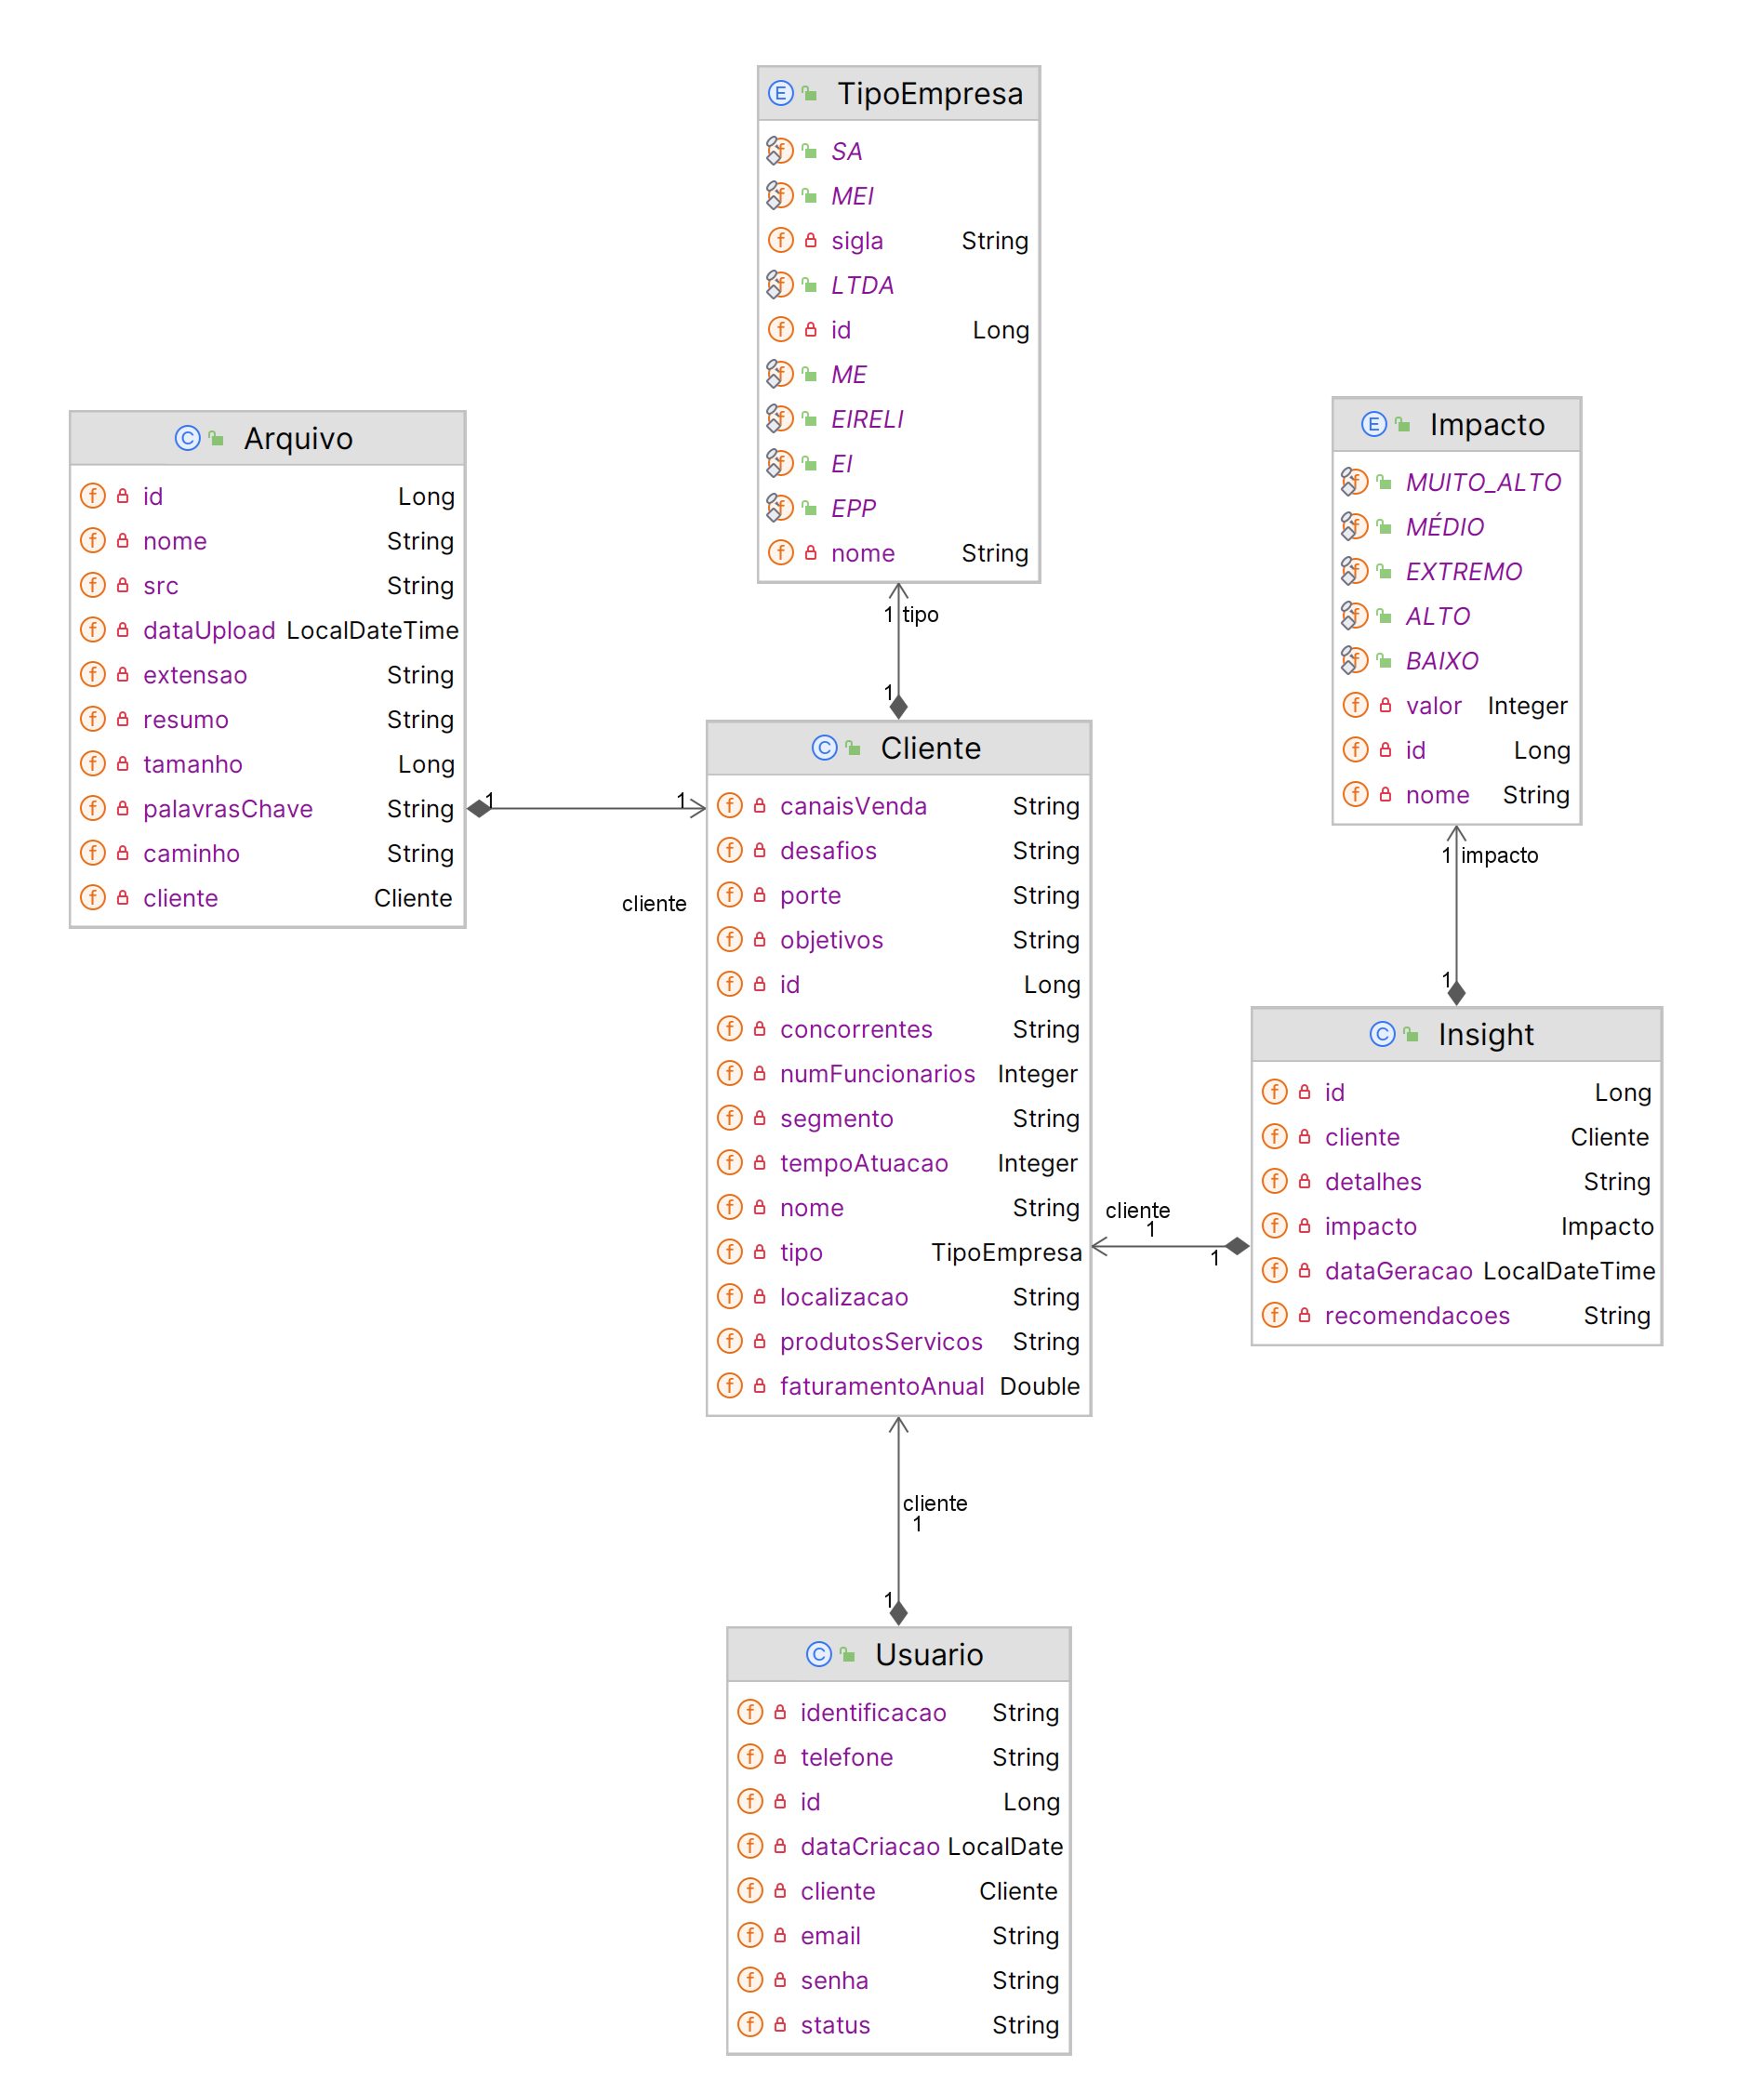 TipoEmpresa
SA
MEI
sigla String
LTDA
id Long
ME
EIRELI
EI
EPP
nome String
1 tipo
1
Arquivo
id Long
nome String
src String
dataUpload LocalDateTime
extensao String
resumo String
tamanho Long
palavrasChave String
caminho String
cliente Cliente
1 1
cliente
Cliente
canaisVenda String
desafios String
porte String
objetivos String
id Long
concorrentes String
numFuncionarios Integer
segmento String
tempoAtuacao Integer
nome String
tipo TipoEmpresa
localizacao String
produtosServicos String
faturamentoAnual Double
Impacto
MUITO_ALTO
MÉDIO
EXTREMO
ALTO
BAIXO
valor Integer
id Long
nome String
1 impacto
1
Insight
id Long
cliente Cliente
detalhes String
impacto Impacto
dataGeracao LocalDateTime
recomendacoes String
cliente
1
1
cliente
1
1
Usuario
identificacao String
telefone String
id Long
dataCriacao LocalDate
cliente Cliente
email String
senha String
status String